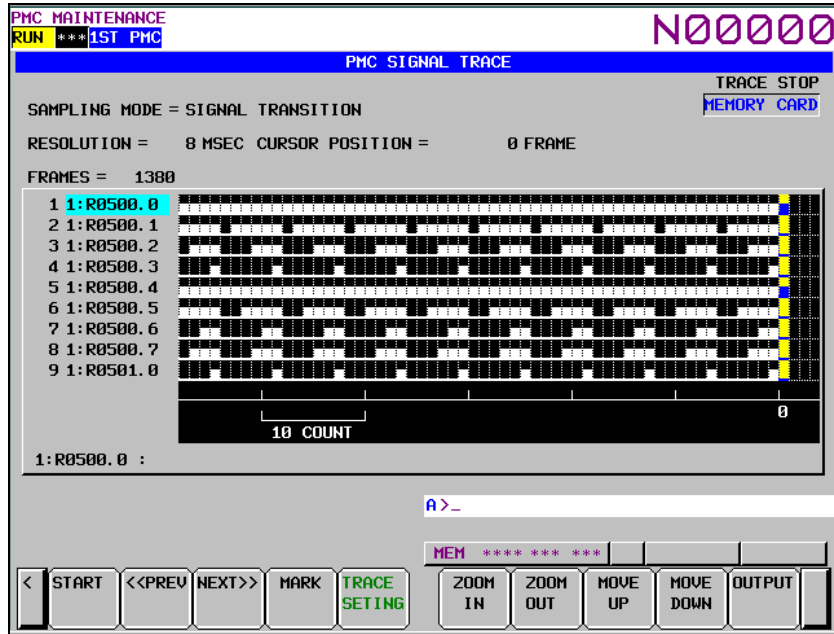 PMC MAINTENANCE
RUN ***1ST PMC
N00000
PMC SIGNAL TRACE
TRACE STOP
SAMPLING MODE = SIGNAL TRANSITION
MEMORY CARD
RESOLUTION = 8 MSEC CURSOR POSITION = 0 FRAME
FRAMES = 1380
1 1:R0500.0
2 1:R0500.1
3 1:R0500.2
4 1:R0500.3
5 1:R0500.4
6 1:R0500.5
7 1:R0500.6
8 1:R0500.7
9 1:R0501.0
0
10 COUNT
1:R0500.0 :
A>_
MEM **** *** ***
< START <<PREV NEXT>> MARK TRACE SETING ZOOM IN ZOOM OUT MOVE UP MOVE DOWN OUTPUT